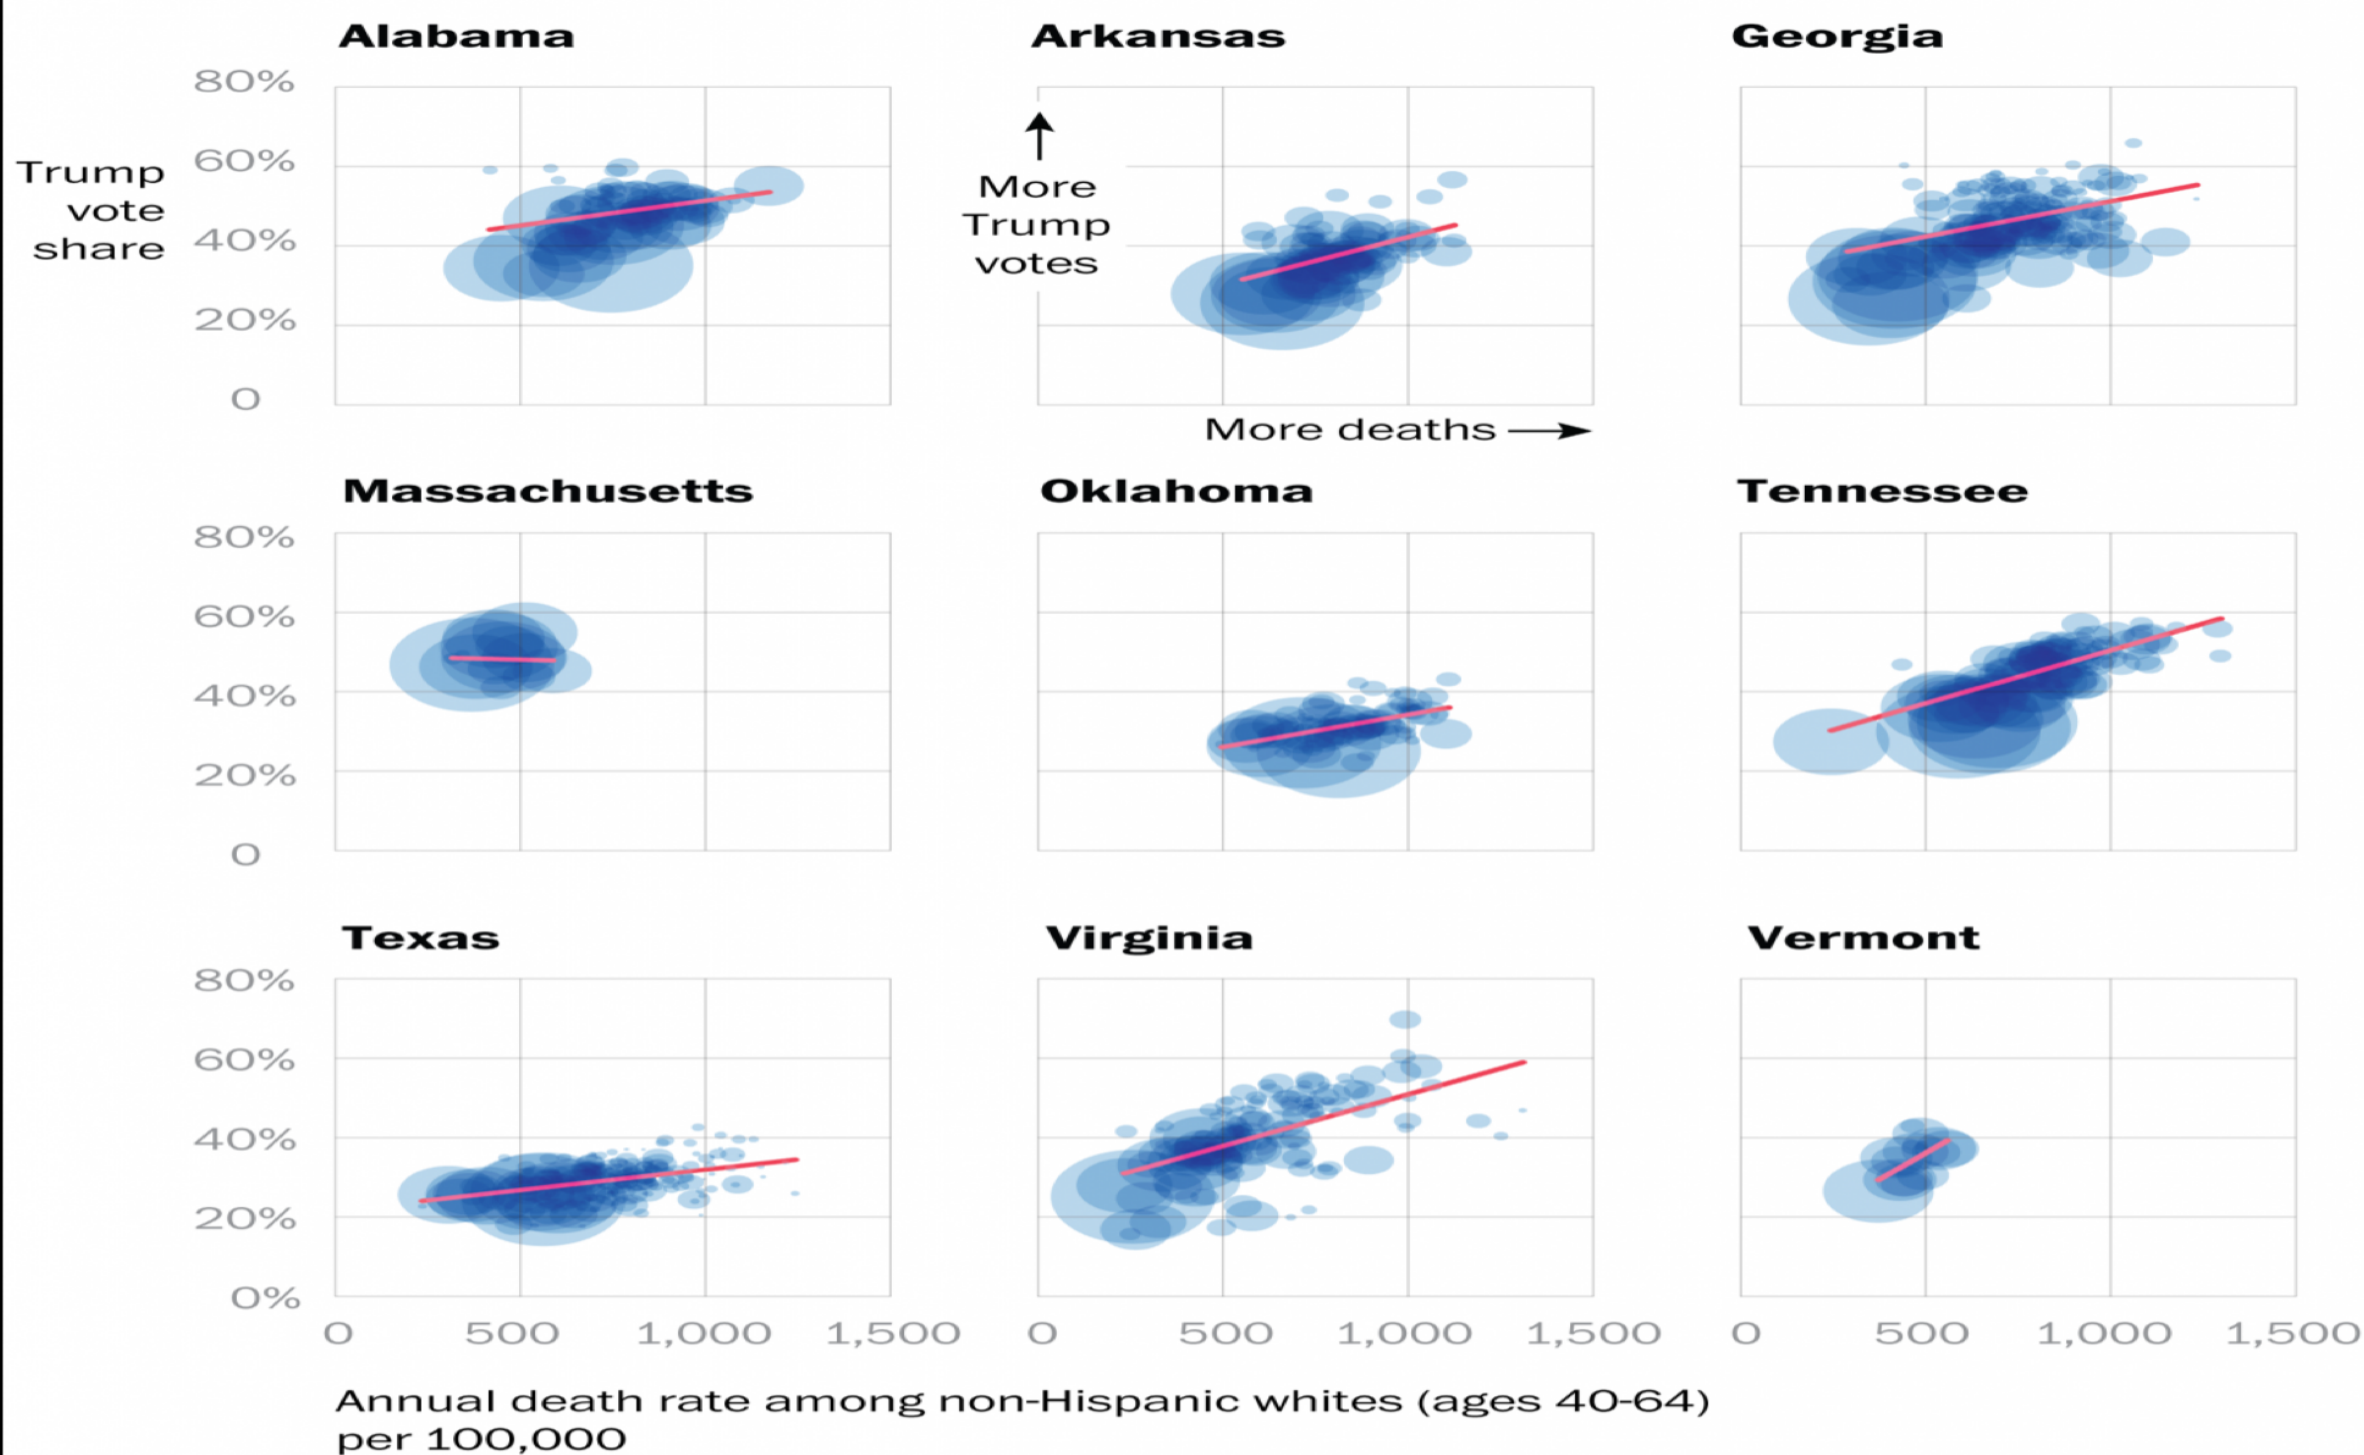 Alabama
Arkansas
Georgia
80%
60%
40%
20%
0
Trump
vote
share
More
Trump
votes
More deaths
Massachusetts
Oklahoma
Tennessee
80%
60%
40%
20%
0
Texas
Virginia
Vermont
80%
60%
40%
20%
0%
0 500 1,000 1,500
0 500 1,000 1,500
0 500 1,000 1,500
Annual death rate among non-Hispanic whites (ages 40-64)
per 100,000